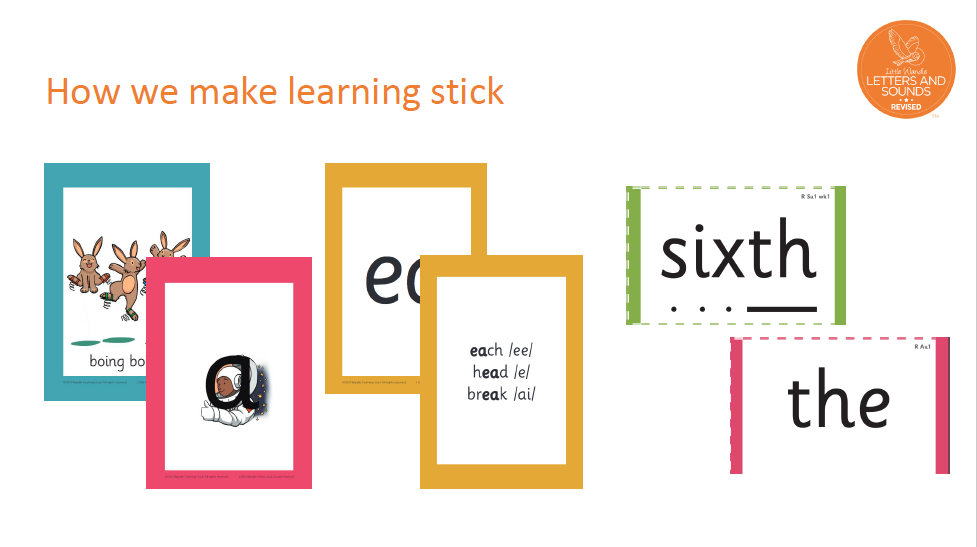 How we make learning stick
Little Wandle
LETTERS AND
SOUNDS
REVISED
TM
boing bo
a
ea
each /ee/
head /e/
break /ai/
R Su1 wk1
sixth
R Au1
the